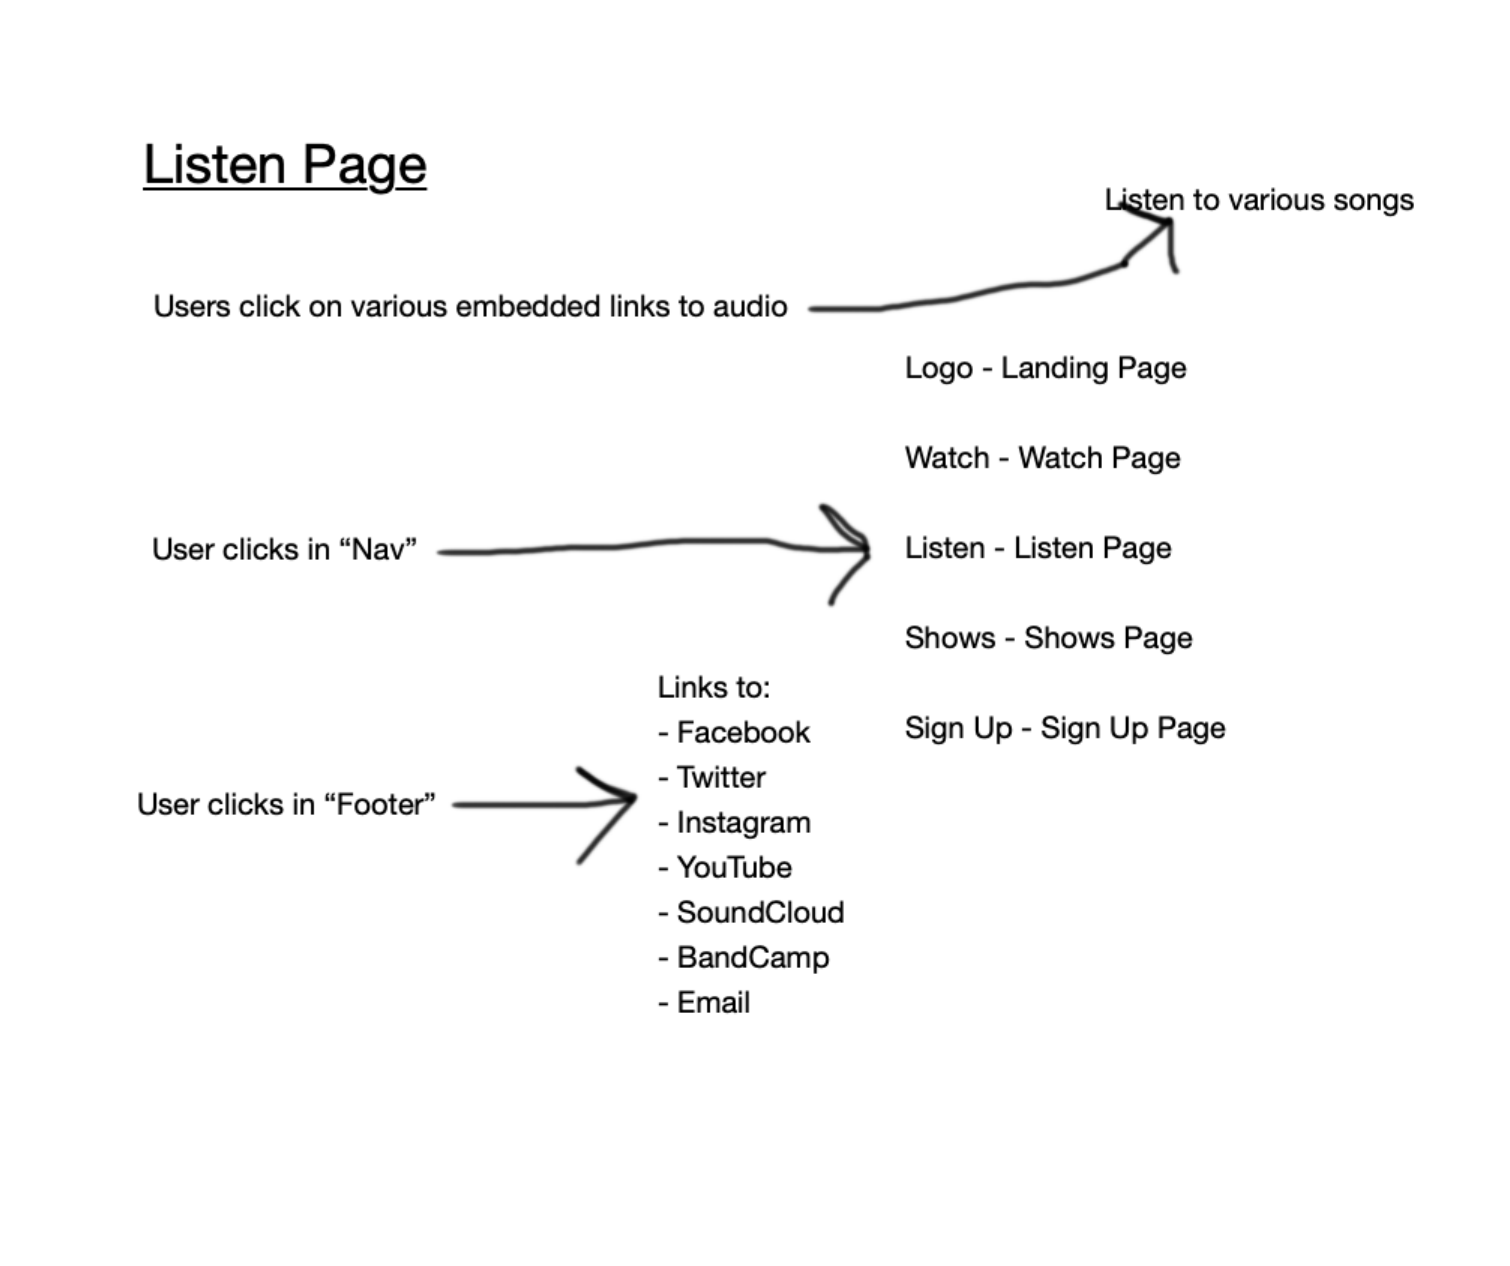 Listen Page
Listen to various songs
Users click on various embedded links to audio
Logo - Landing Page
Watch - Watch Page
User clicks in “Nav”
Listen - Listen Page
Shows - Shows Page
Sign Up - Sign Up Page
Links to:
- Facebook
- Twitter
User clicks in “Footer”
- Instagram
- YouTube
- SoundCloud
- BandCamp
- Email